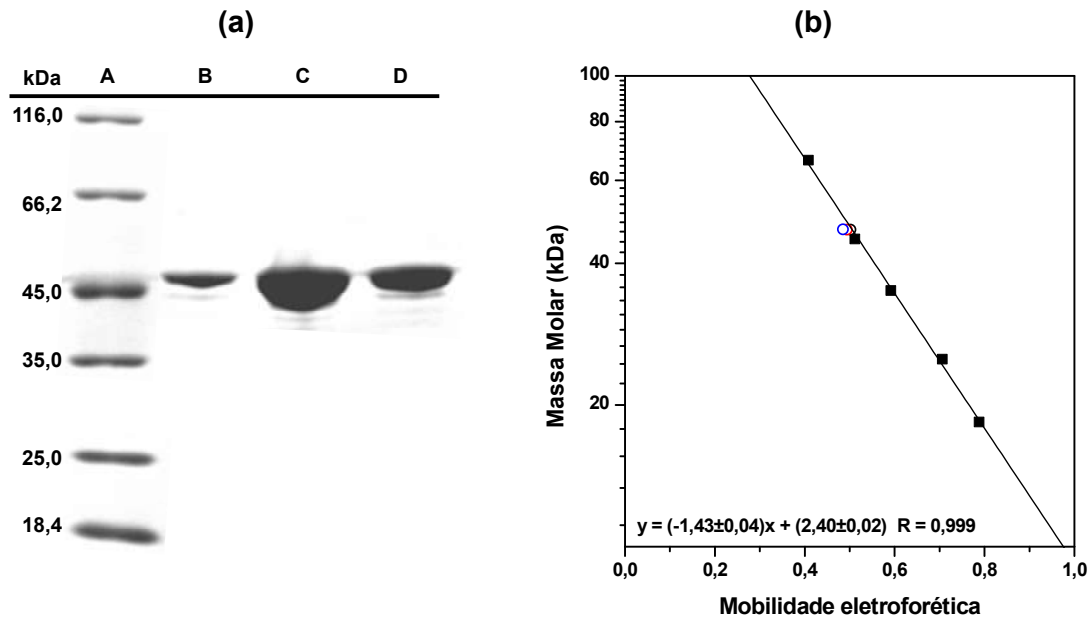 (a)
kDa A B C D
116,0
66,2
45,0
35,0
25,0
18,4
(b)
100
80
60
40
20
Massa Molar (kDa)
y = (-1,43±0,04)x + (2,40±0,02) R = 0,999
0,0 0,2 0,4 0,6 0,8 1,0
Mobilidade eletroforética